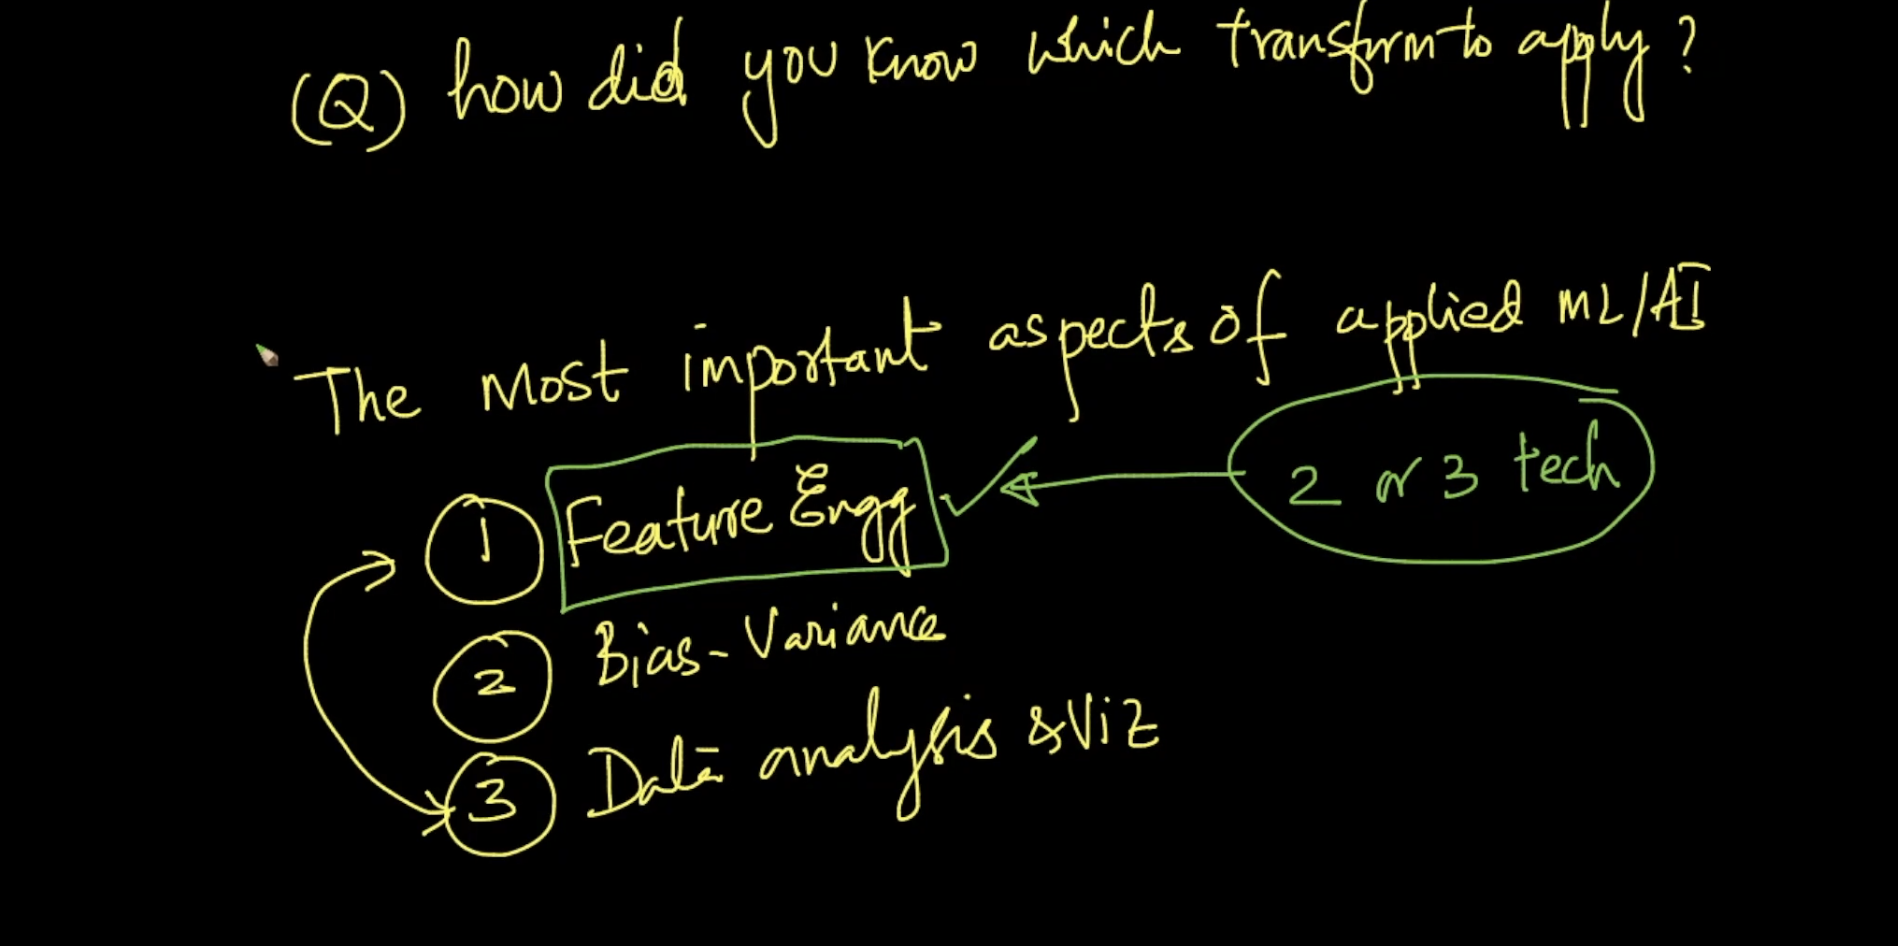 (Q) how did you know which transfrm to apply?
The most important aspects of applied ML/AI
1 Feature Engg 2 or 3 tech
2 Bias-Variance
3 Data analysis & Viz